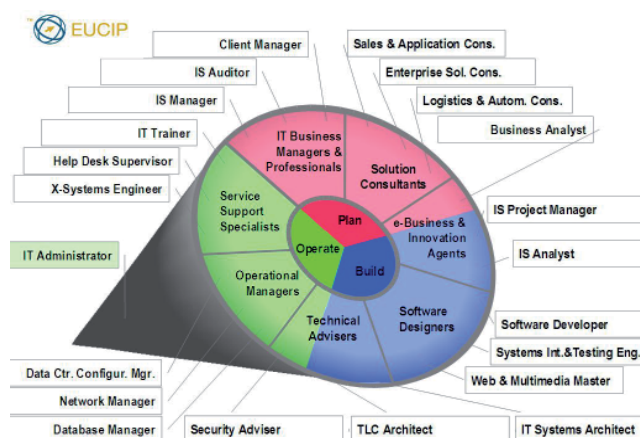 EUCIP
Client Manager
Sales & Application Cons.
IS Auditor
Enterprise Sol. Cons.
IS Manager
Logistics & Autom. Cons.
IT Trainer
Business Analyst
Help Desk Supervisor
X-Systems Engineer
IT Administrator
IT Business
Managers &
Professionals
Solution
Consultants
Service
Support
Specialists
Plan
e-Business &
Innovation
Agents
Operate
Build
Operational
Managers
Technical
Advisers
Software
Designers
IS Project Manager
IS Analyst
Software Developer
Systems Int.&Testing Eng.
Web & Multimedia Master
Data Ctr. Configur. Mgr.
Network Manager
Database Manager
Security Adviser
TLC Architect
IT Systems Architect